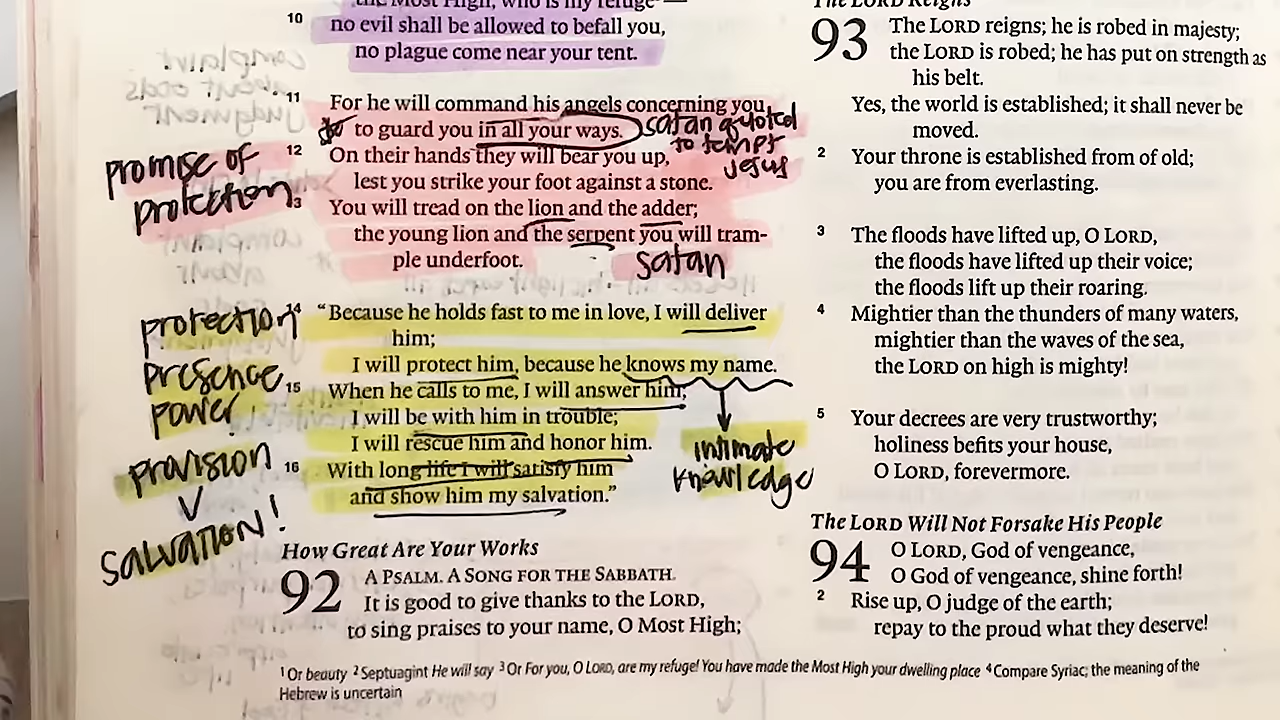 the Most High, who is my refuge—
10 no evil shall be allowed to befall you,
no plague come near your tent.
11 For he will command his angels concerning you
to guard you in all your ways.
12 On their hands they will bear you up,
lest you strike your foot against a stone.
3 You will tread on the lion and the adder;
the young lion and the serpent you will tram-
ple underfoot.
satan quoted
to tempt
Jesus
satan
promise of
protection
14 “Because he holds fast to me in love, I will deliver
him;
I will protect him, because he knows my name.
15 When he calls to me, I will answer him;
I will be with him in trouble;
I will rescue him and honor him.
16 With long life I will satisfy him
and show him my salvation.”
protection
presence
power
provision
salvation!
intimate
knowledge
How Great Are Your Works
92 A PSALM. A SONG FOR THE SABBATH.
It is good to give thanks to the LORD,
to sing praises to your name, O Most High;
The LORD Reigns
93 The LORD reigns; he is robed in majesty;
the LORD is robed; he has put on strength as
his belt.
Yes, the world is established; it shall never be
moved.
2 Your throne is established from of old;
you are from everlasting.
3 The floods have lifted up, O LORD,
the floods have lifted up their voice;
the floods lift up their roaring.
4 Mightier than the thunders of many waters,
mightier than the waves of the sea,
the LORD on high is mighty!
5 Your decrees are very trustworthy;
holiness befits your house,
O LORD, forevermore.
The LORD Will Not Forsake His People
94 O LORD, God of vengeance,
O God of vengeance, shine forth!
2 Rise up, O judge of the earth;
repay to the proud what they deserve!
1 Or beauty 2 Septuagint He will say 3 Or For you, O LORD, are my refuge! You have made the Most High your dwelling place 4 Compare Syriac; the meaning of the
Hebrew is uncertain